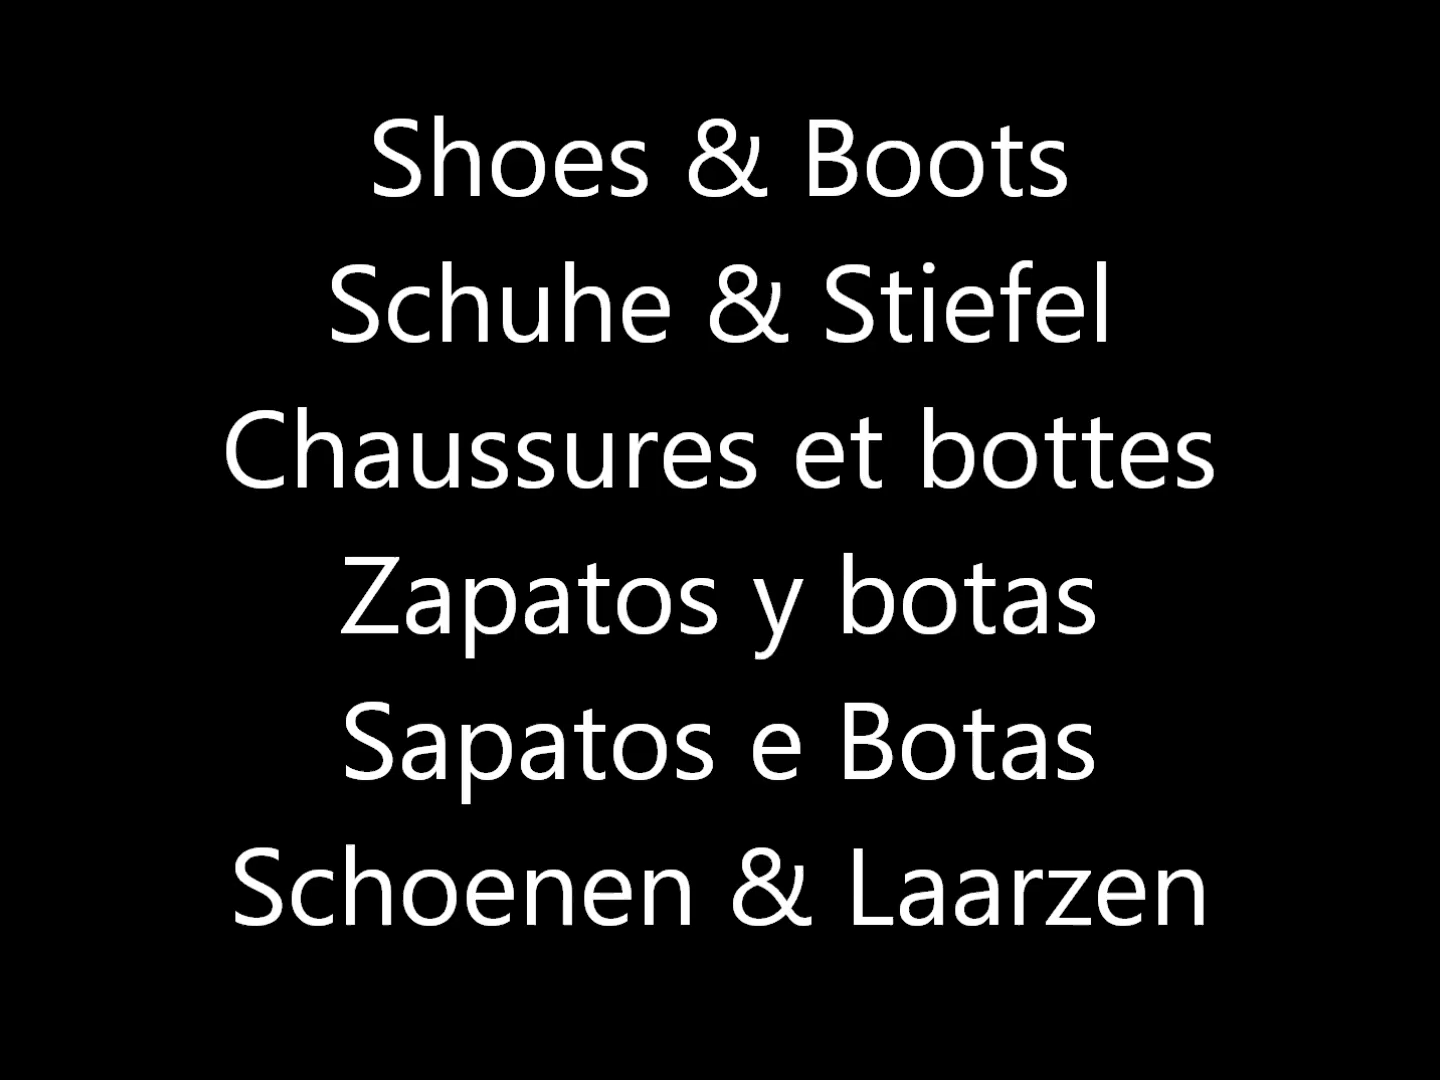 Shoes & Boots
Schuhe & Stiefel
Chaussures et bottes
Zapatos y botas
Sapatos e Botas
Schoenen & Laarzen